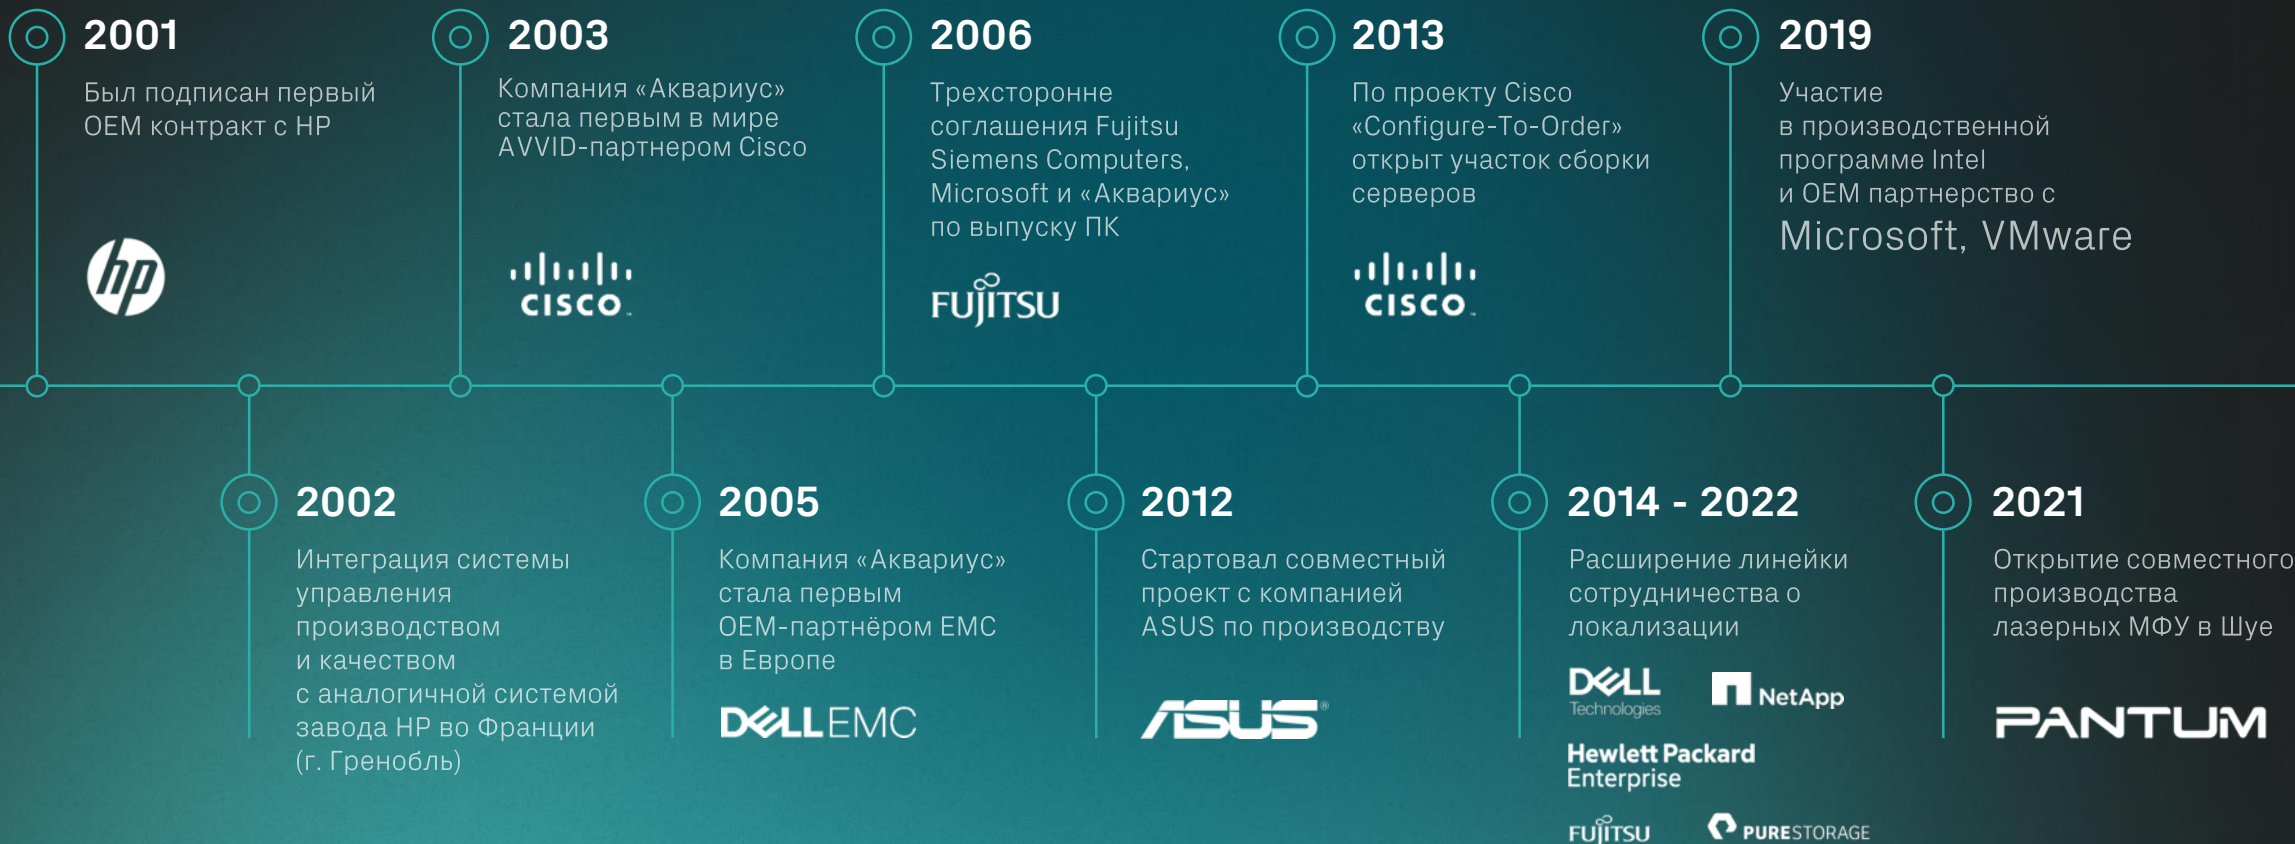 2001
Был подписан первый
OEM контракт с HP
hp
2003
Компания «Аквариус»
стала первым в мире
AVVID-партнером Cisco
CISCO
2006
Трехсторонне
соглашения Fujitsu
Siemens Computers,
Microsoft и «Аквариус»
по выпуску ПК
FUJITSU
2013
По проекту Cisco
«Configure-To-Order»
открыт участок сборки
серверов
CISCO
2019
Участие
в производственной
программе Intel
и OEM партнерство с
Microsoft, VMware
2002
Интеграция системы
управления
производством
и качеством
с аналогичной системой
завода HP во Франции
(г. Гренобль)
2005
Компания «Аквариус»
стала первым
OEM-партнёром EMC
в Европе
DELLEMC
2012
Стартовал совместный
проект с компанией
ASUS по производству
ASUS
2014 - 2022
Расширение линейки
сотрудничества о
локализации
DELL
Technologies
NetApp
Hewlett Packard
Enterprise
FUJITSU
PURESTORAGE
2021
Открытие совместного
производства
лазерных МФУ в Шуе
PANTUM